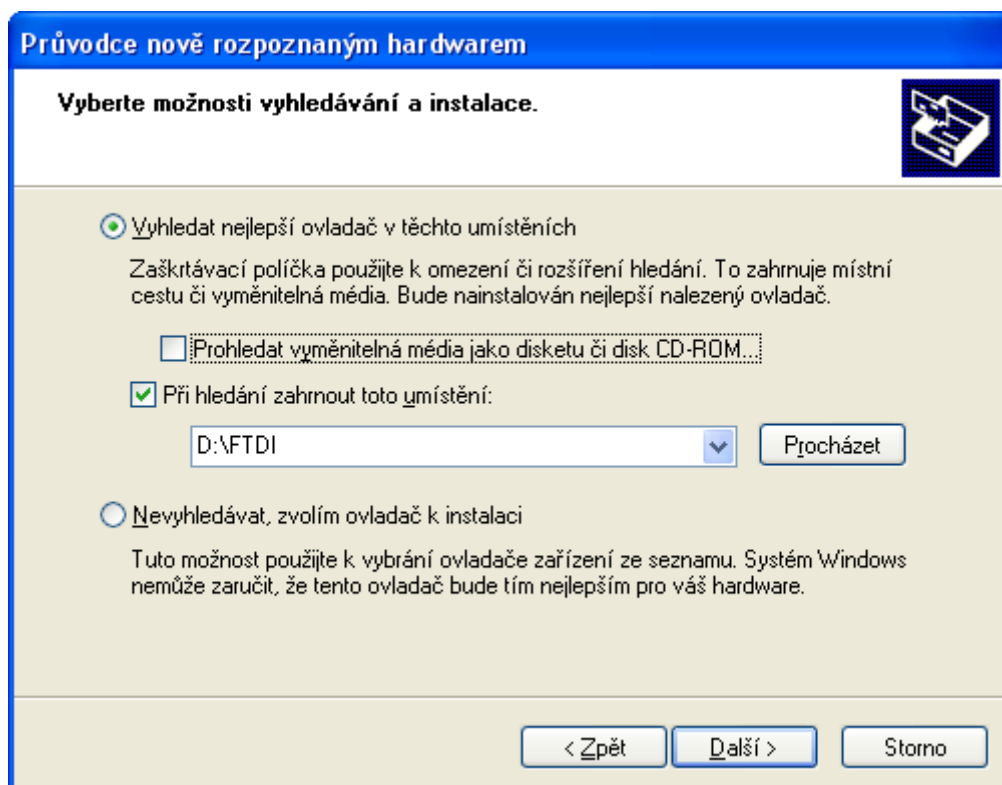 Průvodce nově rozpoznaným hardwarem
Vyberte možnosti vyhledávání a instalace.
Vyhledat nejlepší ovladač v těchto umístěních
Zaškrtávací políčka použijte k omezení či rozšíření hledání. To zahrnuje místní
cestu či vyměnitelná média. Bude nainstalován nejlepší nalezený ovladač.
Prohledat vyměnitelná média jako disketu či disk CD-ROM...
Při hledání zahrnout toto umístění:
D:\FTDI
Procházet
Nevyhledávat, zvolím ovladač k instalaci
Tuto možnost použijte k vybrání ovladače zařízení ze seznamu. Systém Windows
nemůže zaručit, že tento ovladač bude tím nejlepším pro váš hardware.
< Zpět
Další >
Storno